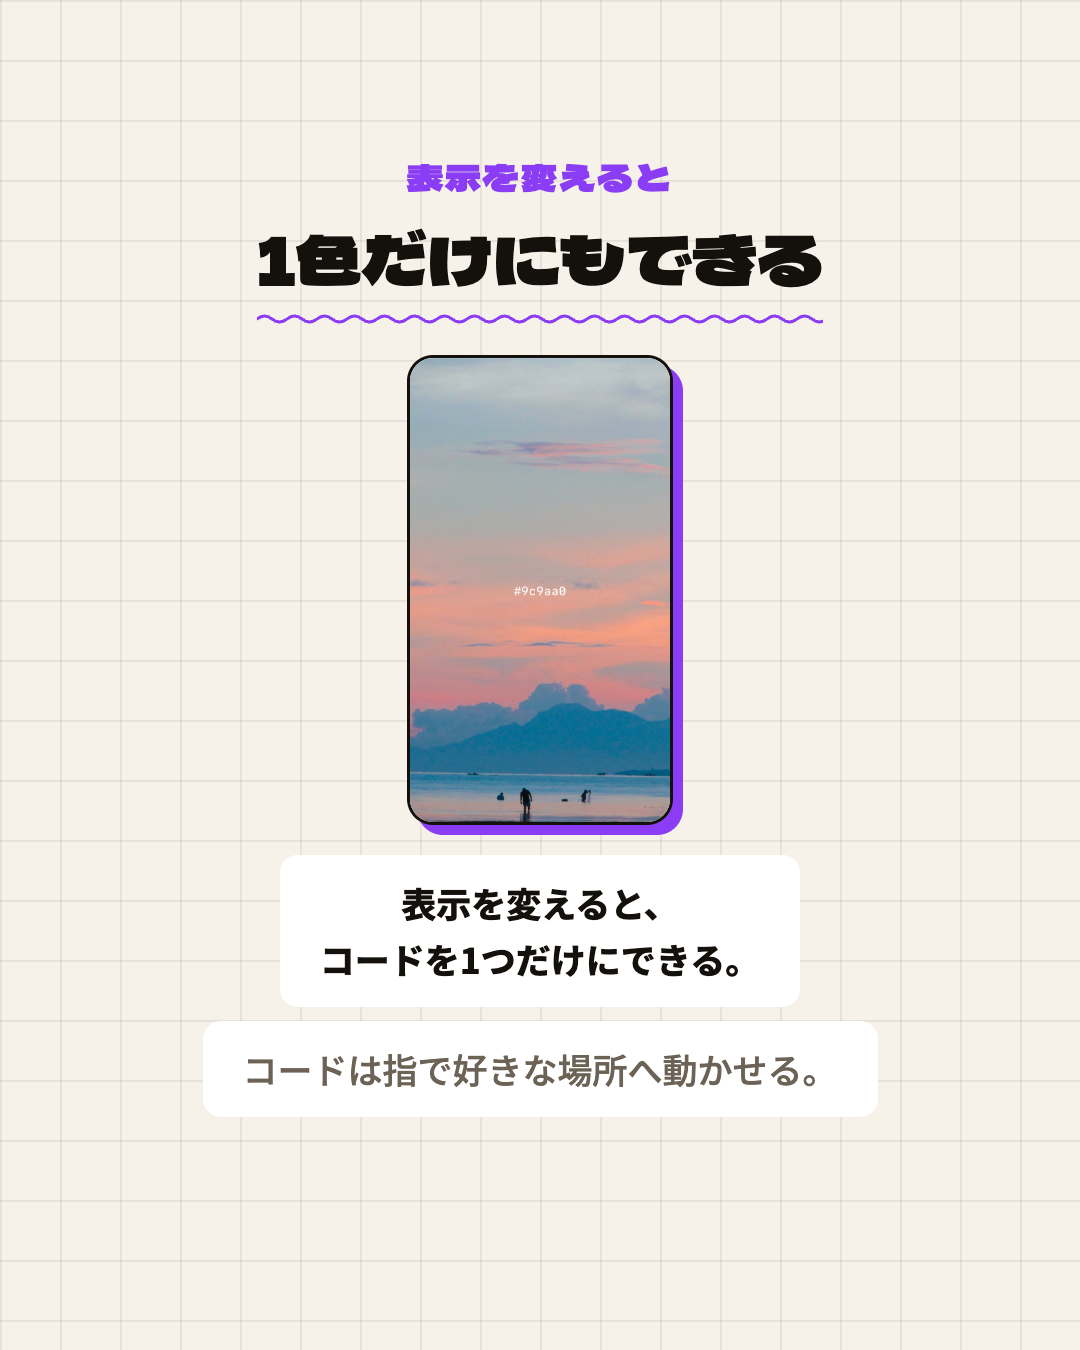 表示を変えると
1色だけにもできる
#9c9aa0
表示を変えると、
コードを1つだけにできる。
コードは指で好きな場所へ動かせる。